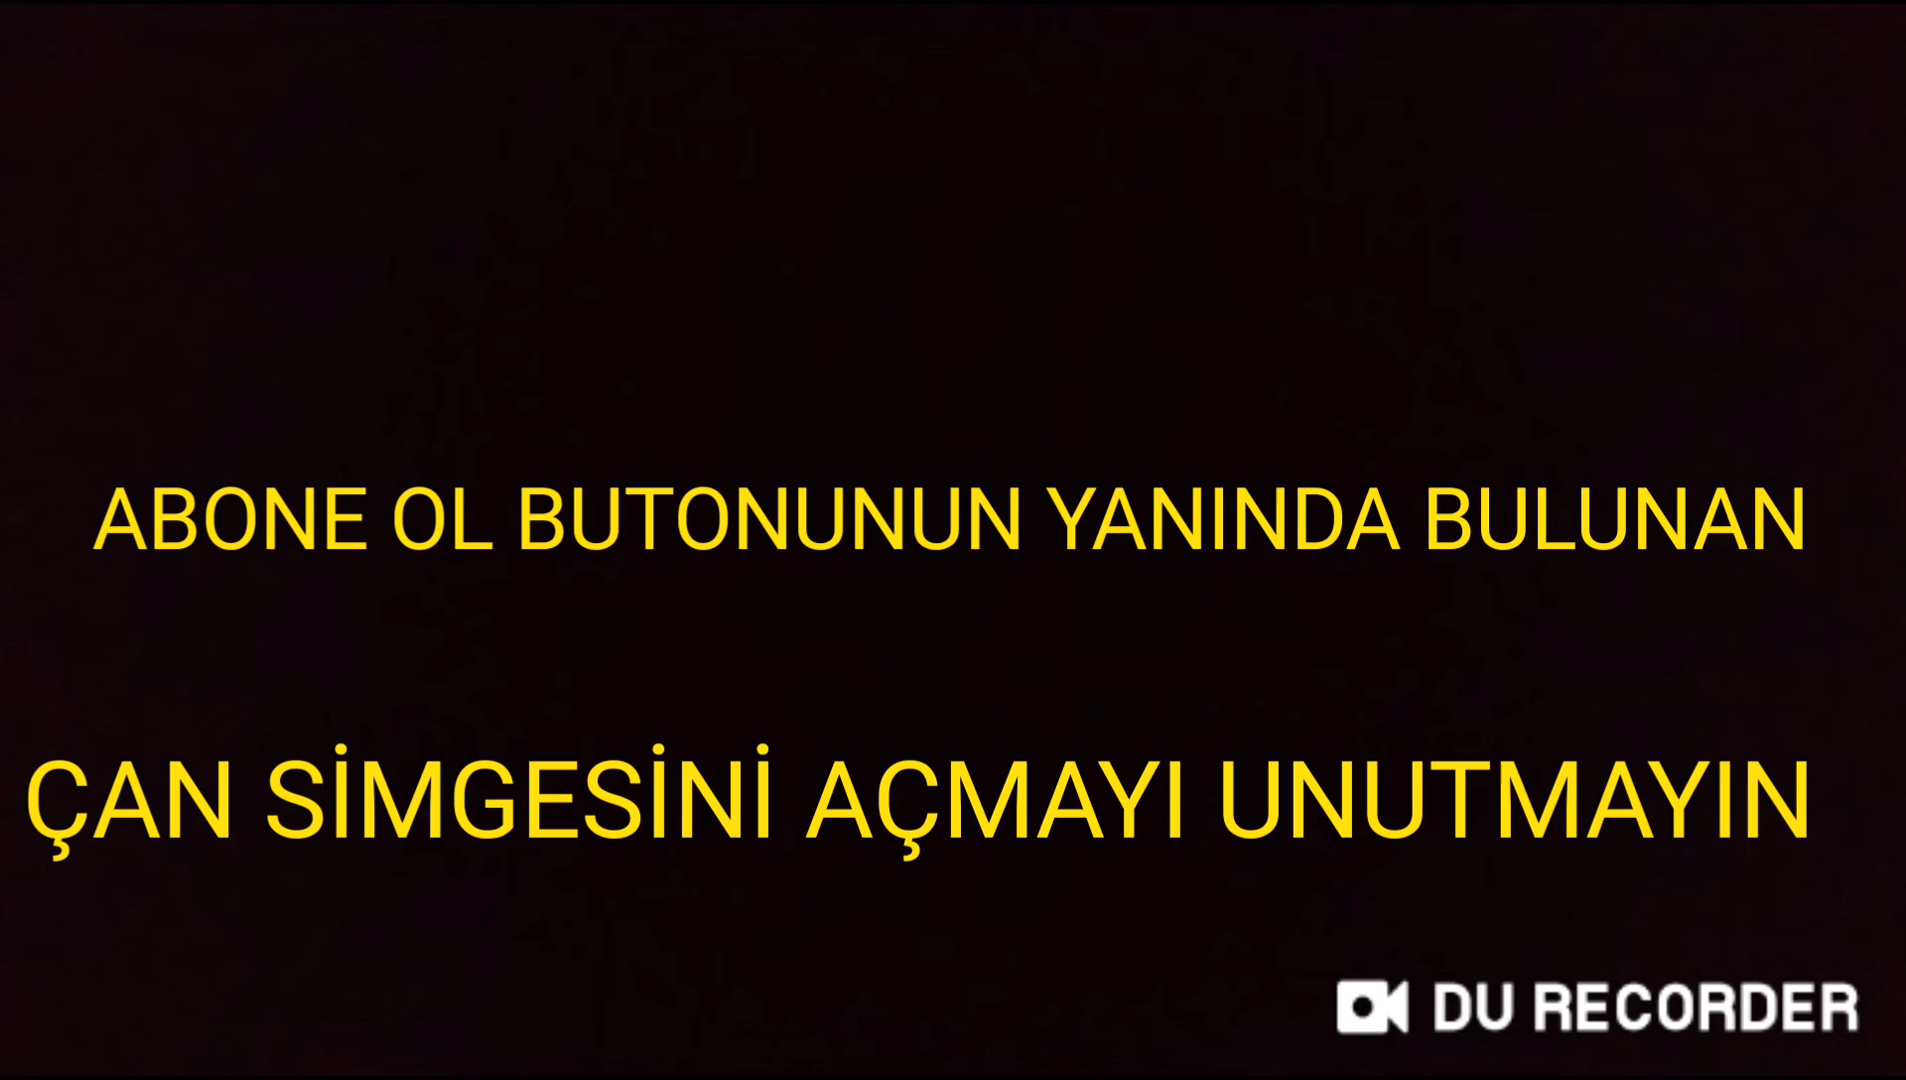 ABONE OL BUTONUNUN YANINDA BULUNAN
ÇAN SİMGESİNİ AÇMAYI UNUTMAYIN
DU RECORDER